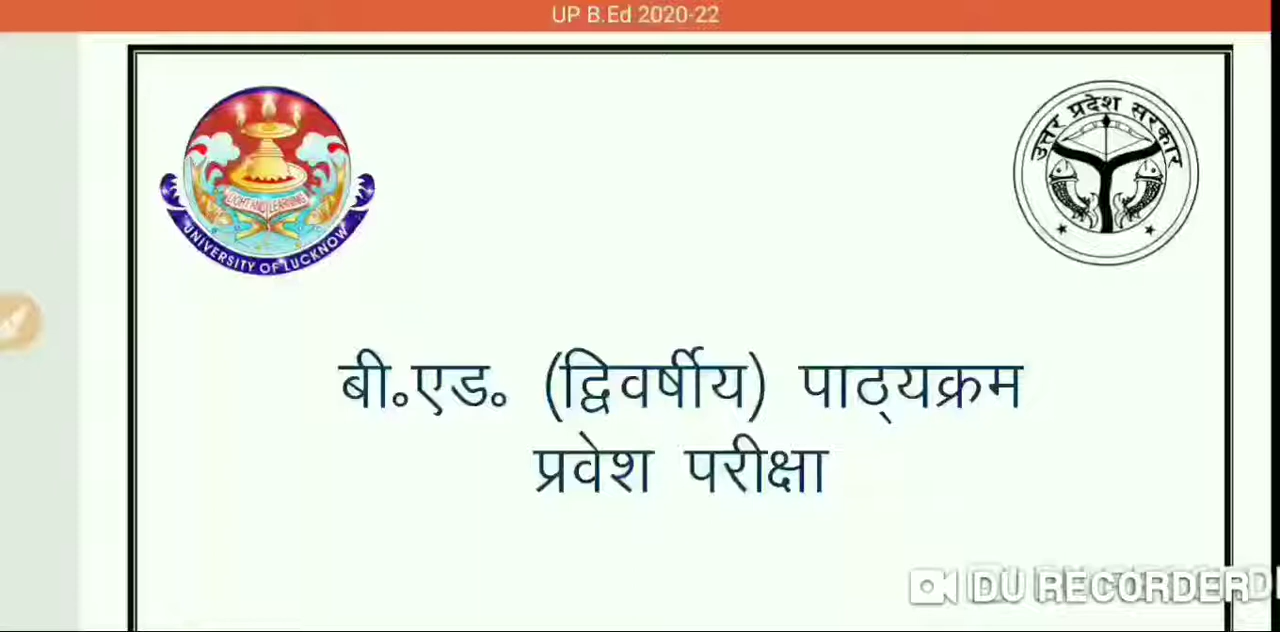 UP B.Ed 2020-22
उत्तर प्रदेश सरकार
LIGHT AND LEARNING
UNIVERSITY OF LUCKNOW
बी॰एड॰ (द्विवर्षीय) पाठ्यक्रम
प्रवेश परीक्षा
DU RECORDER